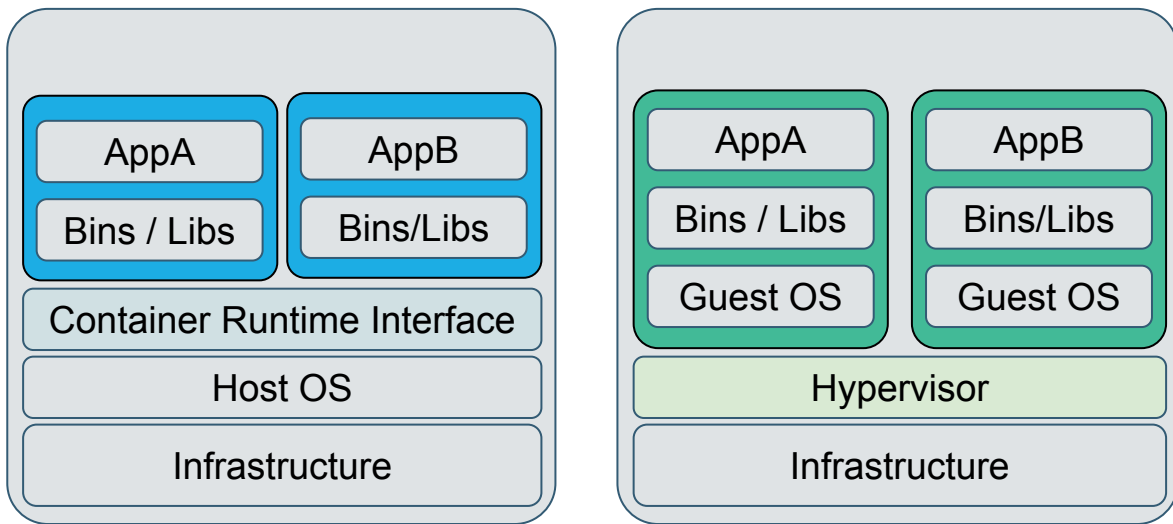 AppA
Bins / Libs
AppB
Bins/Libs
Container Runtime Interface
Host OS
Infrastructure
AppA
Bins / Libs
Guest OS
AppB
Bins/Libs
Guest OS
Hypervisor
Infrastructure